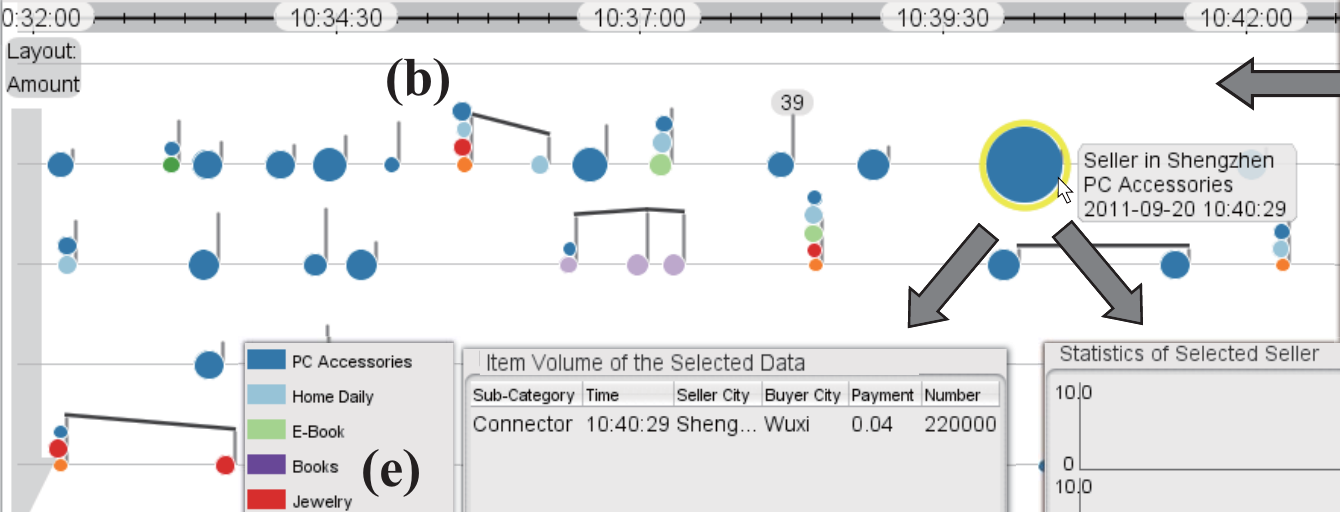 0:32:00 10:34:30 10:37:00 10:39:30 10:42:00
Layout:
Amount
(b)
39
Seller in Shengzhen
PC Accessories
2011-09-20 10:40:29
PC Accessories
Home Daily
E-Book
Books
Jewelry
(e)
Item Volume of the Selected Data
Sub-Category Time Seller City Buyer City Payment Number
Connector 10:40:29 Sheng... Wuxi 0.04 220000
Statistics of Selected Seller
10.0
0
10.0